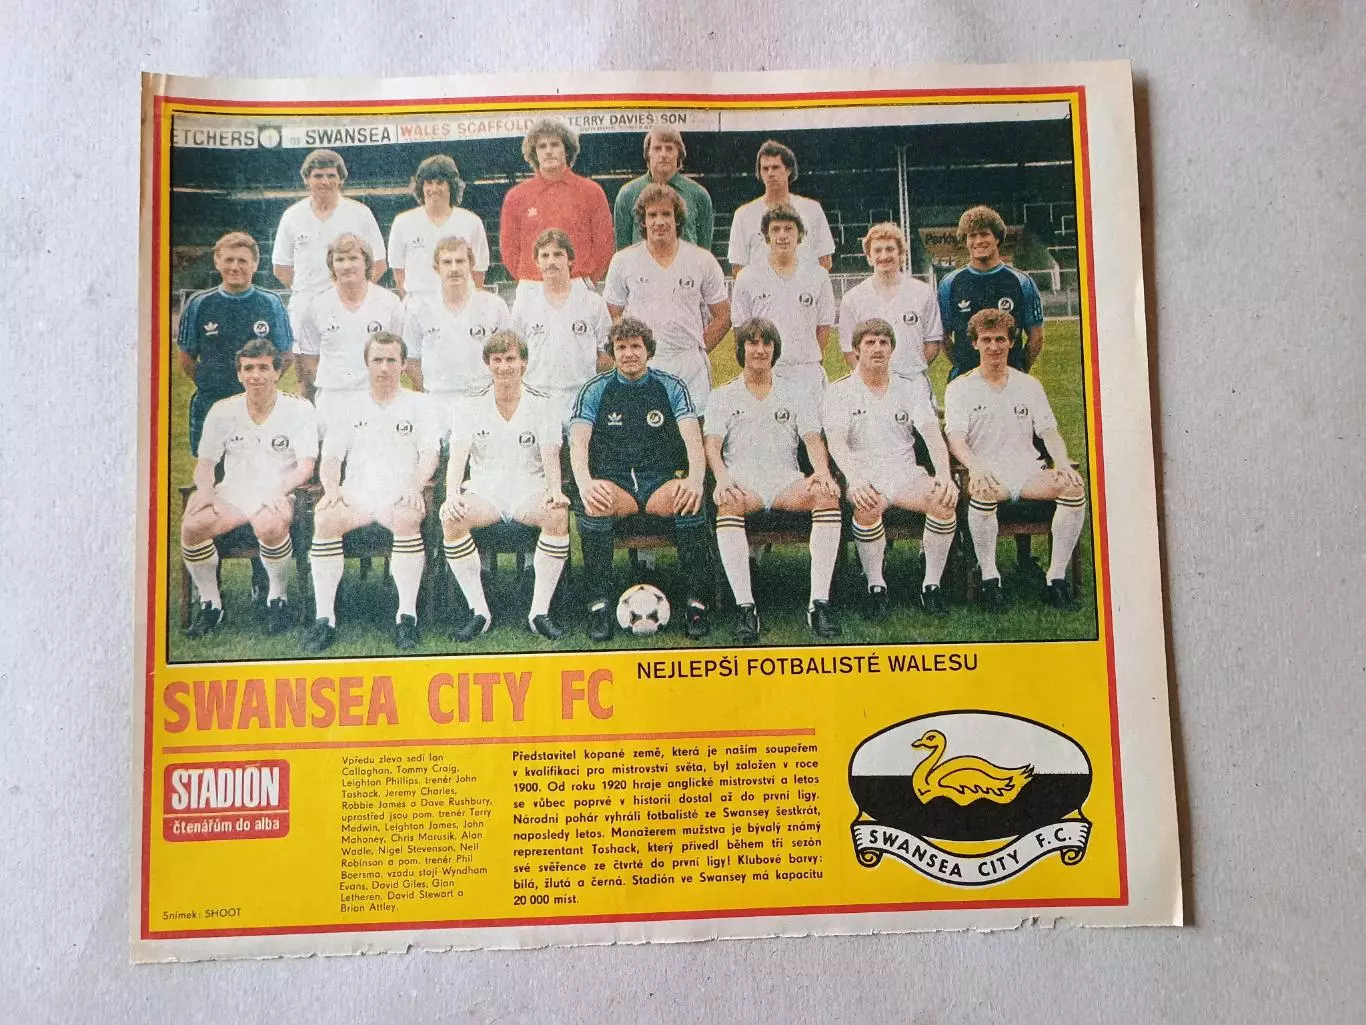 ETCHERS OF SWANSEA WALES SCAFFOLD TERRY DAVIES SON
NEJLEPŠÍ FOTBALISTÉ WALESU
SWANSEA CITY FC
STADIÓN
čtenářům do alba
Vpředu zleva sedí Ian
Callaghan, Tommy Craig,
Leighton Phillips, trenér John
Toshack, Jeremy Charles,
Robbie James a Dave Rushbury,
uprostřed jsou pom. trenér Terry
Medwin, Leighton James, John
Mahoney, Chris Marusik, Alan
Wadle, Nigel Stevenson, Neil
Robinson a pom. trenér Phil
Boersma, vzadu stojí Wyndham
Evans, David Giles, Glan
Letheren, David Stewart a
Brian Attley.
Představitel kopané země, která je naším soupeřem
v kvalifikaci pro mistrovství světa, byl založen v roce
1900. Od roku 1920 hraje anglické mistrovství a letos
se vůbec poprvé v historii dostal až do první ligy.
Národní pohár vyhráli fotbalisté ze Swansey šestkrát,
naposledy letos. Manažerem mužstva je bývalý známý
reprezentant Toshack, který přivedl během tří sezón
své svěřence ze čtvrté do první ligy! Klubové barvy:
bílá, žlutá a černá. Stadión ve Swansey má kapacitu
20 000 míst.
SWANSEA CITY F.C.
Snímek: SHOOT